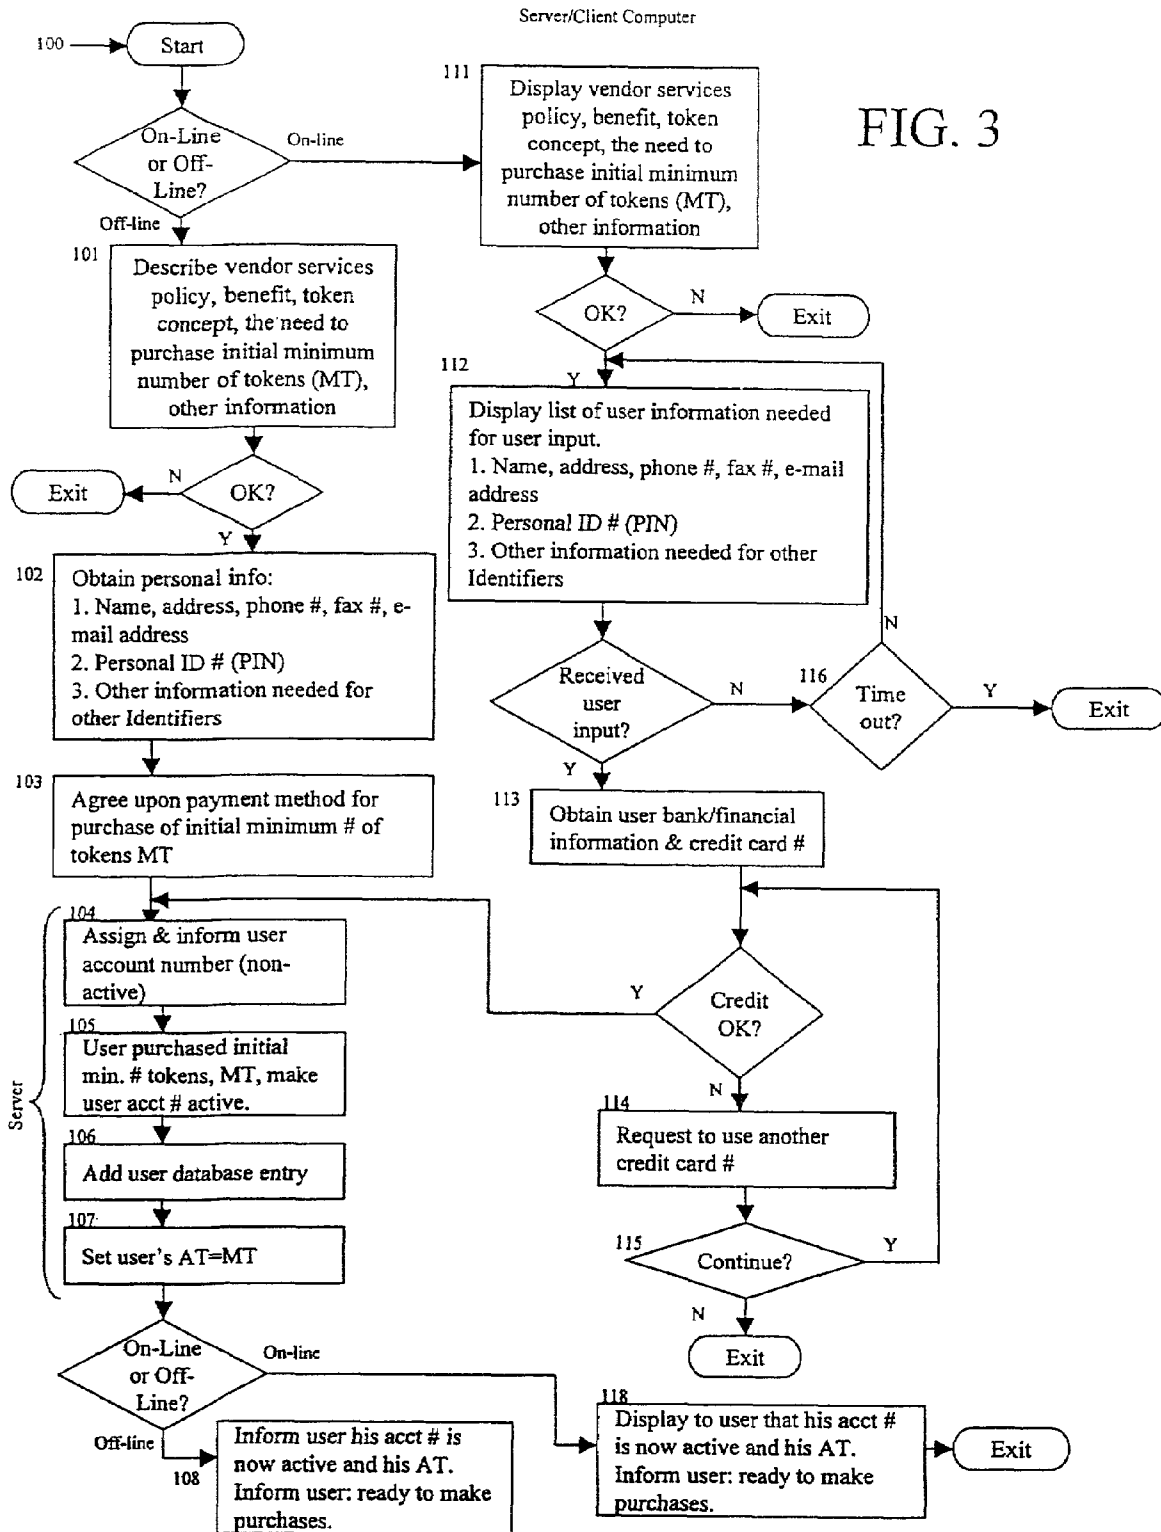 Server/Client Computer
FIG. 3
100
Start
On-Line
or Off-
Line?
On-line
Off-line
111
Display vendor services
policy, benefit, token
concept, the need to
purchase initial minimum
number of tokens (MT),
other information
OK?
N
Exit
Y
101
Describe vendor services
policy, benefit, token
concept, the need to
purchase initial minimum
number of tokens (MT),
other information
OK?
N
Exit
Y
112
Display list of user information needed
for user input.
1. Name, address, phone #, fax #, e-mail
address
2. Personal ID # (PIN)
3. Other information needed for other
Identifiers
102
Obtain personal info:
1. Name, address, phone #, fax #, e-
mail address
2. Personal ID # (PIN)
3. Other information needed for
other Identifiers
Received
user
input?
N
Y
116
Time
out?
N
Y
Exit
103
Agree upon payment method for
purchase of initial minimum # of
tokens MT
113
Obtain user bank/financial
information & credit card #
Server
104
Assign & inform user
account number (non-
active)
Credit
OK?
Y
N
105
User purchased initial
min. # tokens, MT, make
user acct # active.
114
Request to use another
credit card #
106
Add user database entry
107
Set user's AT=MT
115
Continue?
Y
N
Exit
On-Line
or Off-
Line?
On-line
Off-line
108
Inform user his acct # is
now active and his AT.
Inform user: ready to make
purchases.
118
Display to user that his acct #
is now active and his AT.
Inform user: ready to make
purchases.
Exit